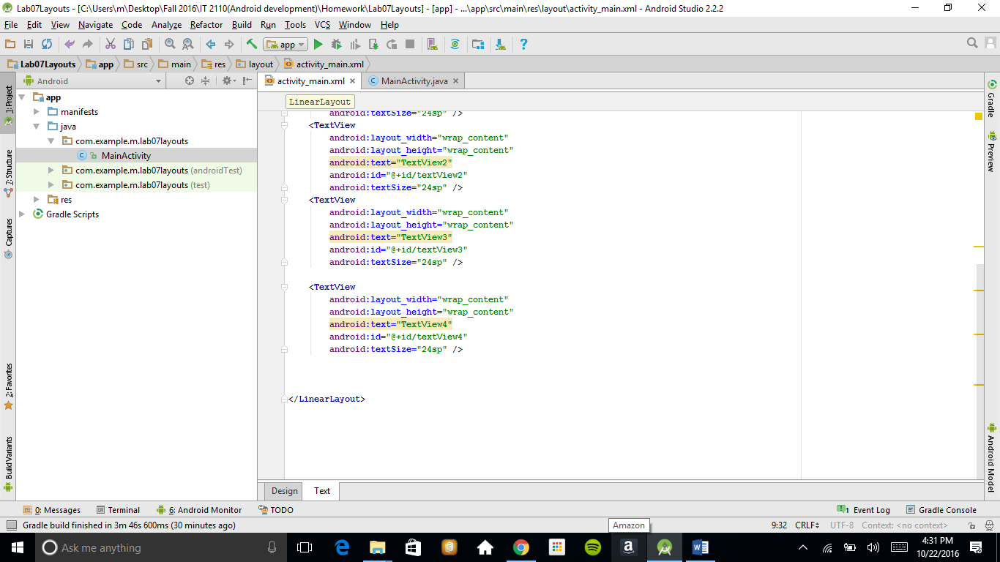 Lab07Layouts - [C:\Users\m\Desktop\Fall 2016\IT 2110(Android development)\Homework\Lab07Layouts] - [app] - ...\app\src\main\res\layout\activity_main.xml - Android Studio 2.2.2
File Edit View Navigate Code Analyze Refactor Build Run Tools VCS Window Help
app
Lab07Layouts app src main res layout activity_main.xml
Android
activity_main.xml MainActivity.java
1: Project
7: Structure
Captures
2: Favorites
Build Variants
app
manifests
java
com.example.m.lab07layouts
MainActivity
com.example.m.lab07layouts (androidTest)
com.example.m.lab07layouts (test)
res
Gradle Scripts
LinearLayout
android:textSize="24sp" />
<TextView
android:layout_width="wrap_content"
android:layout_height="wrap_content"
android:text="TextView2"
android:id="@+id/textView2"
android:textSize="24sp" />
<TextView
android:layout_width="wrap_content"
android:layout_height="wrap_content"
android:text="TextView3"
android:id="@+id/textView3"
android:textSize="24sp" />
<TextView
android:layout_width="wrap_content"
android:layout_height="wrap_content"
android:text="TextView4"
android:id="@+id/textView4"
android:textSize="24sp" />
</LinearLayout>
Gradle
Preview
Android Model
Design Text
0: Messages Terminal 6: Android Monitor TODO 1 Event Log Gradle Console
Gradle build finished in 3m 46s 600ms (30 minutes ago) 9:32 CRLF UTF-8 Context: <no context>
Amazon
Ask me anything
4:31 PM
10/22/2016